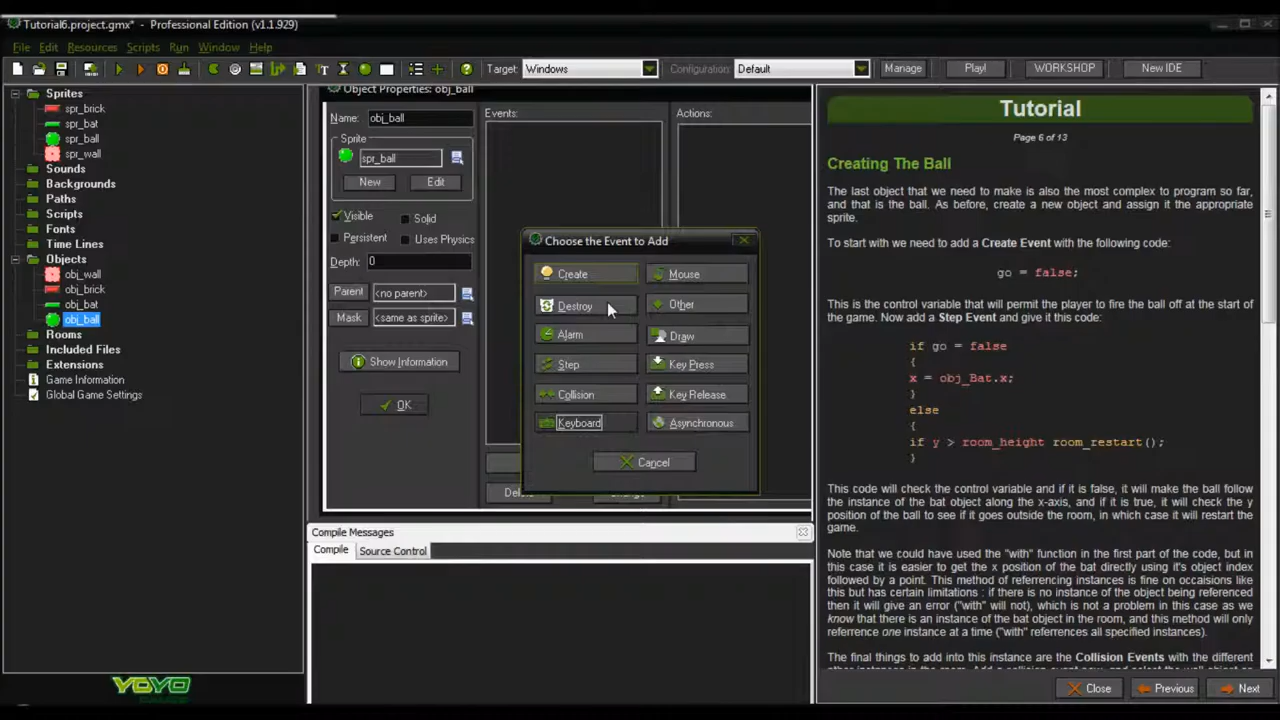 Tutorial6.project.gmx* - Professional Edition (v1.1.929)
File Edit Resources Scripts Run Window Help
Target: Windows Configuration: Default Manage Play! WORKSHOP New IDE
Sprites
spr_brick
spr_bat
spr_ball
spr_wall
Sounds
Backgrounds
Paths
Scripts
Fonts
Time Lines
Objects
obj_wall
obj_brick
obj_bat
obj_ball
Rooms
Included Files
Extensions
Game Information
Global Game Settings
YOYO
Object Properties: obj_ball
Name: obj_ball
Sprite
spr_ball
New Edit
Visible Solid
Persistent Uses Physics
Depth: 0
Parent <no parent>
Mask <same as sprite>
Show Information
OK
Events:
Actions:
Choose the Event to Add
Create Mouse
Destroy Other
Alarm Draw
Step Key Press
Collision Key Release
Keyboard Asynchronous
Cancel
Compile Messages
Compile Source Control
Tutorial
Page 6 of 13
Creating The Ball
The last object that we need to make is also the most complex to program so far,
and that is the ball. As before, create a new object and assign it the appropriate
sprite.
To start with we need to add a Create Event with the following code:
go = false;
This is the control variable that will permit the player to fire the ball off at the start of
the game. Now add a Step Event and give it this code:
if go = false
{
x = obj_Bat.x;
}
else
{
if y > room_height room_restart();
}
This code will check the control variable and if it is false, it will make the ball follow
the instance of the bat object along the x-axis, and if it is true, it will check the y
position of the ball to see if it goes outside the room, in which case it will restart the
game.
Note that we could have used the "with" function in the first part of the code, but in
this case it is easier to get the x position of the bat directly using it's object index
followed by a point. This method of referrencing instances is fine on occaisions like
this but has certain limitations : if there is no instance of the object being referenced
then it will give an error ("with" will not), which is not a problem in this case as we
know that there is an instance of the bat object in the room, and this method will only
referrence one instance at a time ("with" referrences all specified instances).
The final things to add into this instance are the Collision Events with the different
Close Previous Next